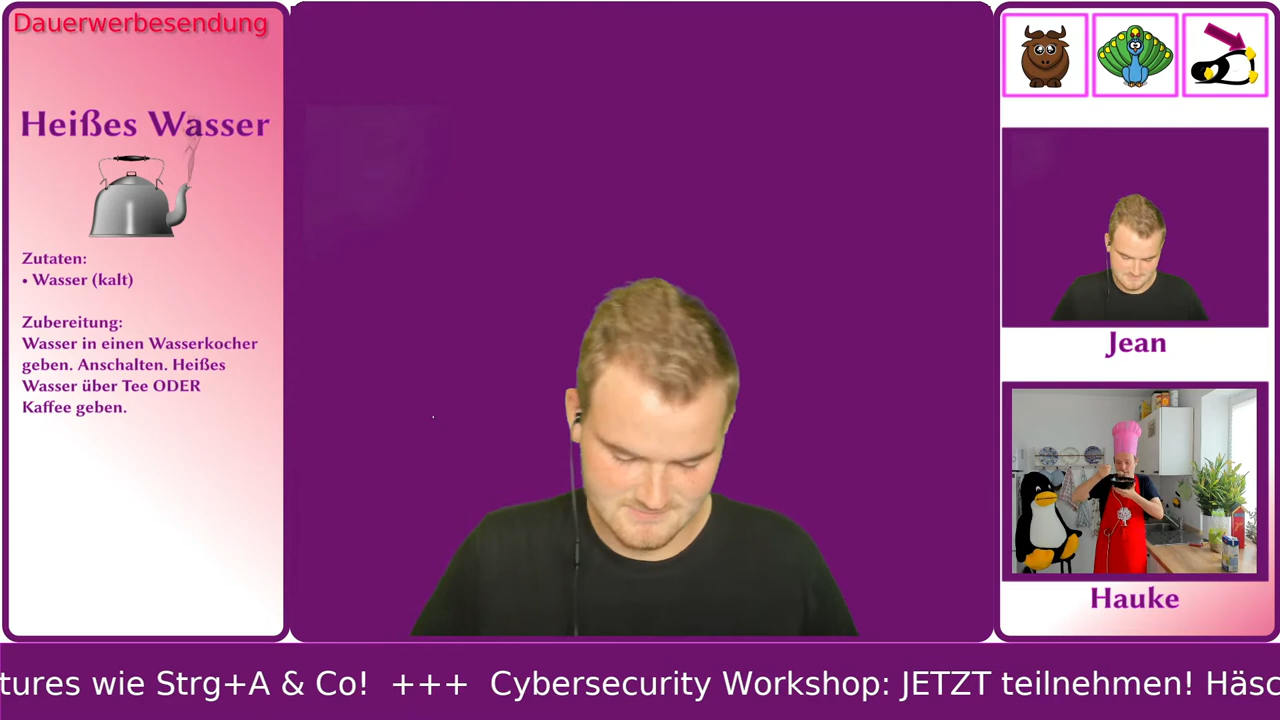 Dauerwerbesendung
Heißes Wasser
Zutaten:
• Wasser (kalt)
Zubereitung:
Wasser in einen Wasserkocher
geben. Anschalten. Heißes
Wasser über Tee ODER
Kaffee geben.
Jean
Hauke
tures wie Strg+A & Co! +++ Cybersecurity Workshop: JETZT teilnehmen! Häsc